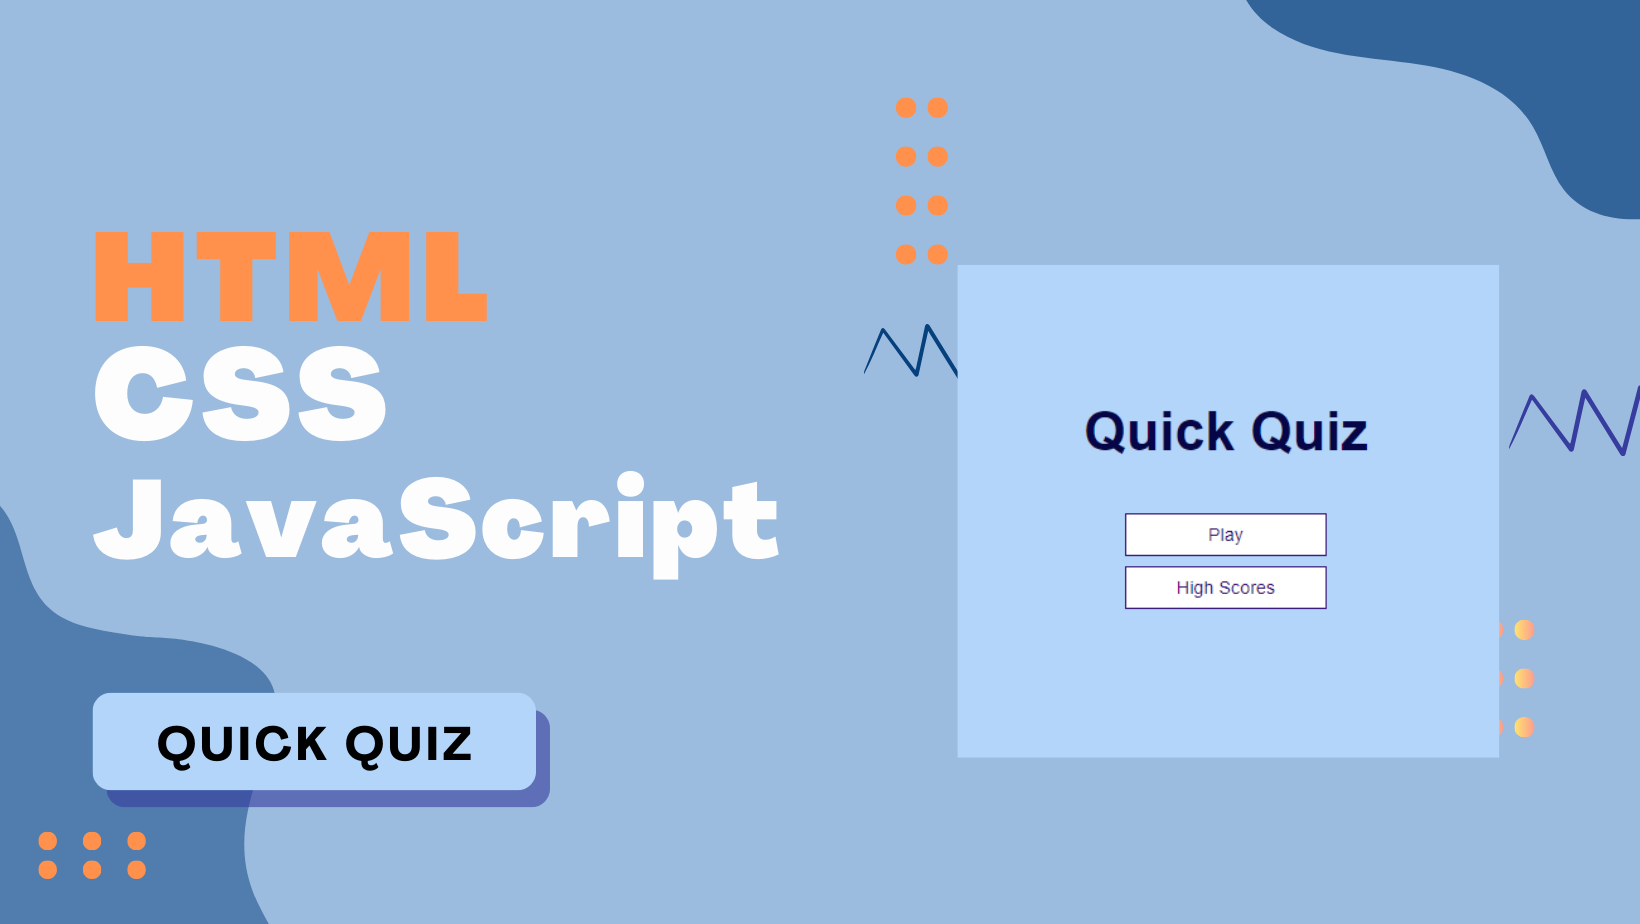 HTML
CSS
JavaScript
QUICK QUIZ
Quick Quiz
Play
High Scores